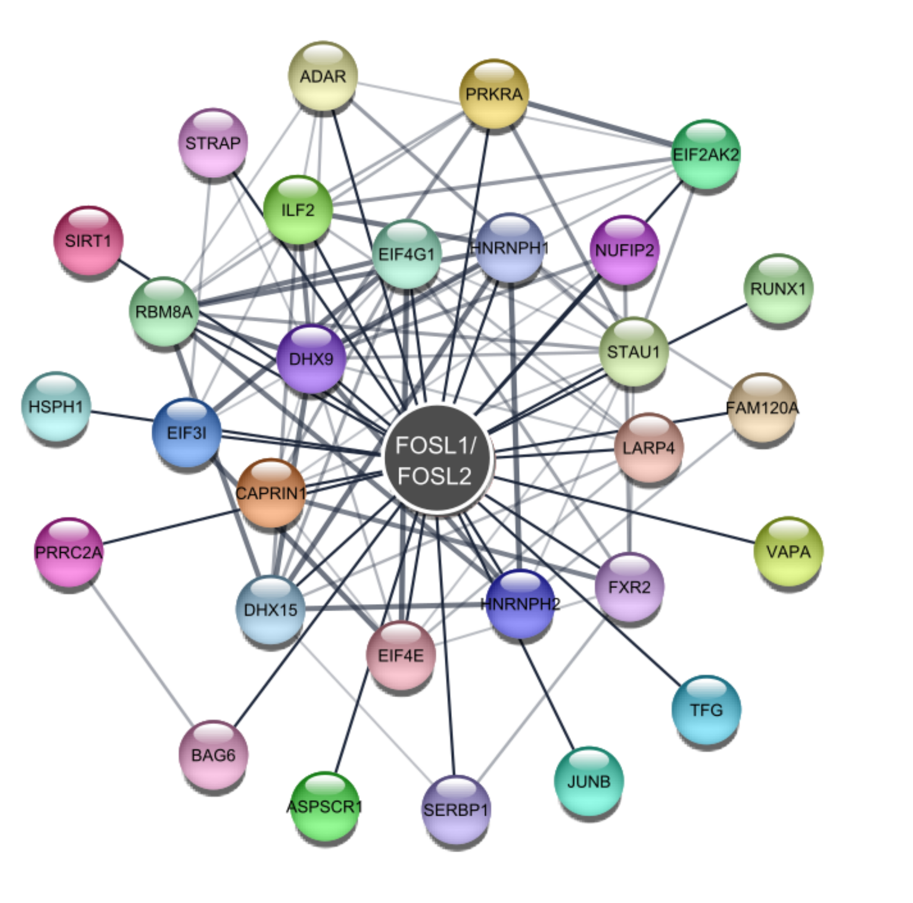 ADAR
PRKRA
STRAP
EIF2AK2
ILF2
SIRT1
EIF4G1
HNRNPH1
NUFIP2
RUNX1
RBM8A
DHX9
STAU1
HSPH1
FAM120A
EIF3I
FOSL1/
FOSL2
LARP4
CAPRIN1
PRRC2A
VAPA
DHX15
HNRNPH2
FXR2
EIF4E
TFG
BAG6
ASPSCR1
SERBP1
JUNB